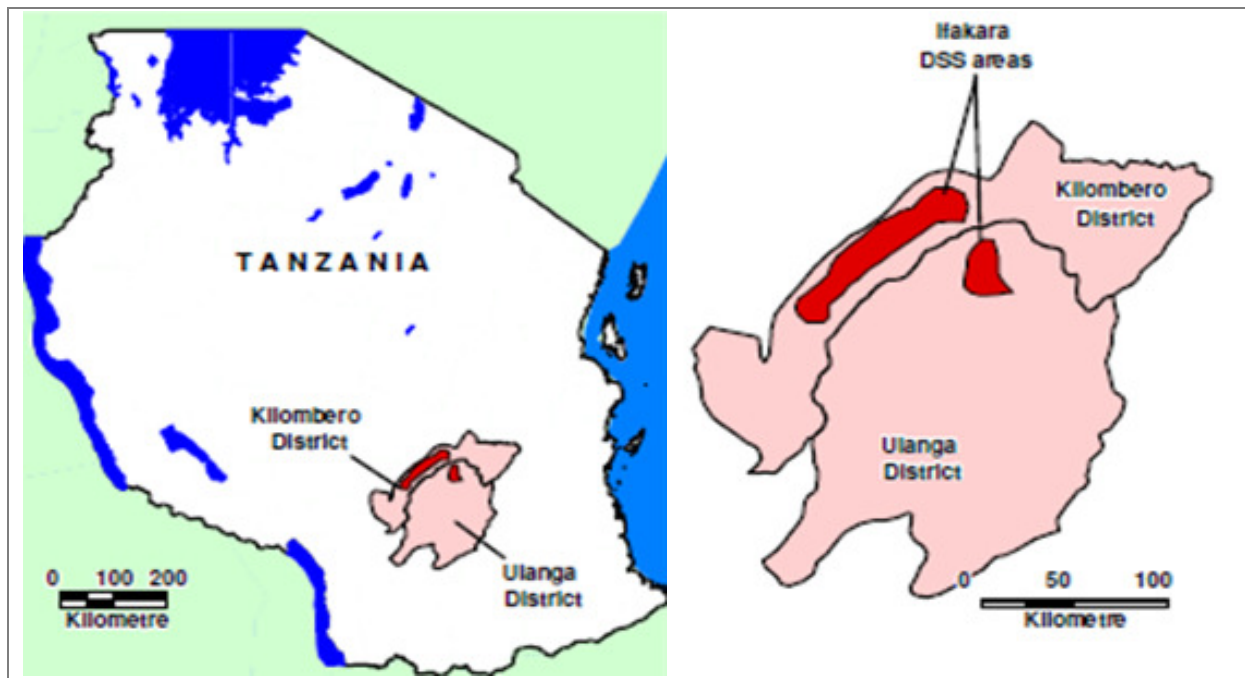 TANZANIA
Kilombero
District
Ulanga
District
0 100 200
Kilometre
Ifakara
DSS areas
Kilombero
District
Ulanga
District
0 50 100
Kilometre